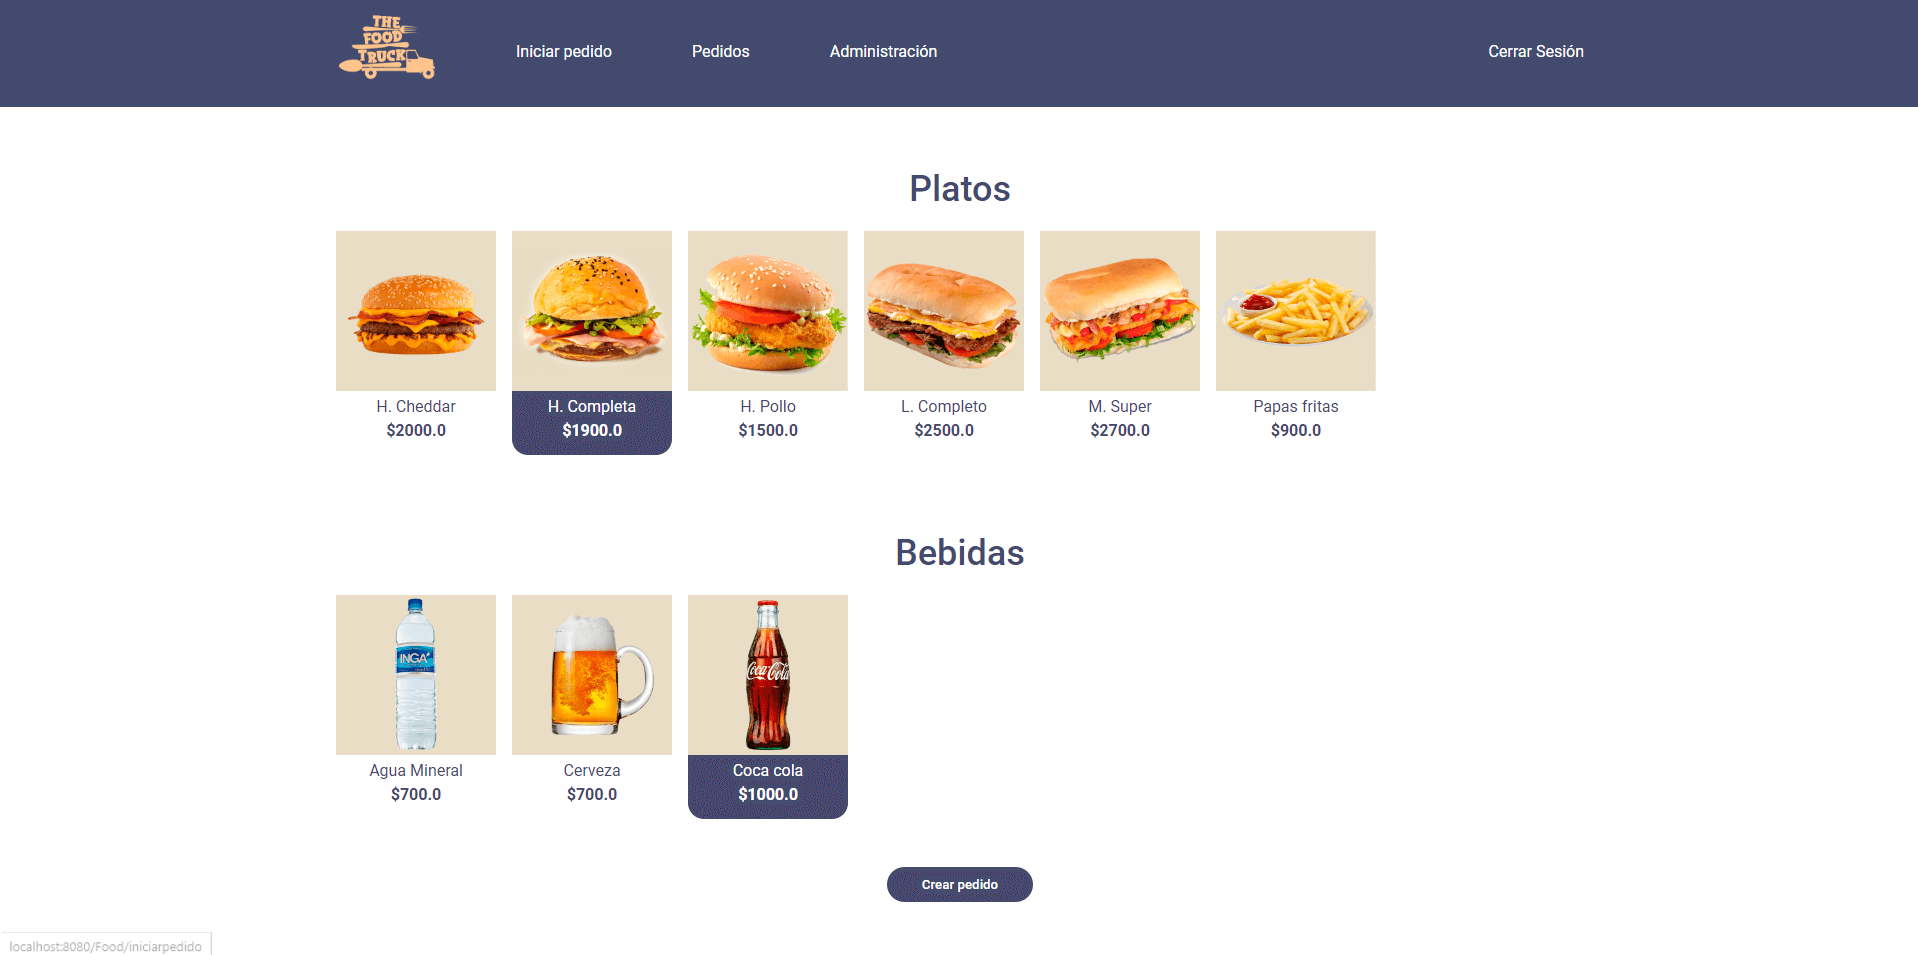 THE
FOOD
TRUCK
Iniciar pedido
Pedidos
Administración
Cerrar Sesión
Platos
H. Cheddar
$2000.0
H. Completa
$1900.0
H. Pollo
$1500.0
L. Completo
$2500.0
M. Super
$2700.0
Papas fritas
$900.0
Bebidas
INGA
Coca-Cola
Agua Mineral
$700.0
Cerveza
$700.0
Coca cola
$1000.0
Crear pedido
localhost:8080/Food/iniciarpedido